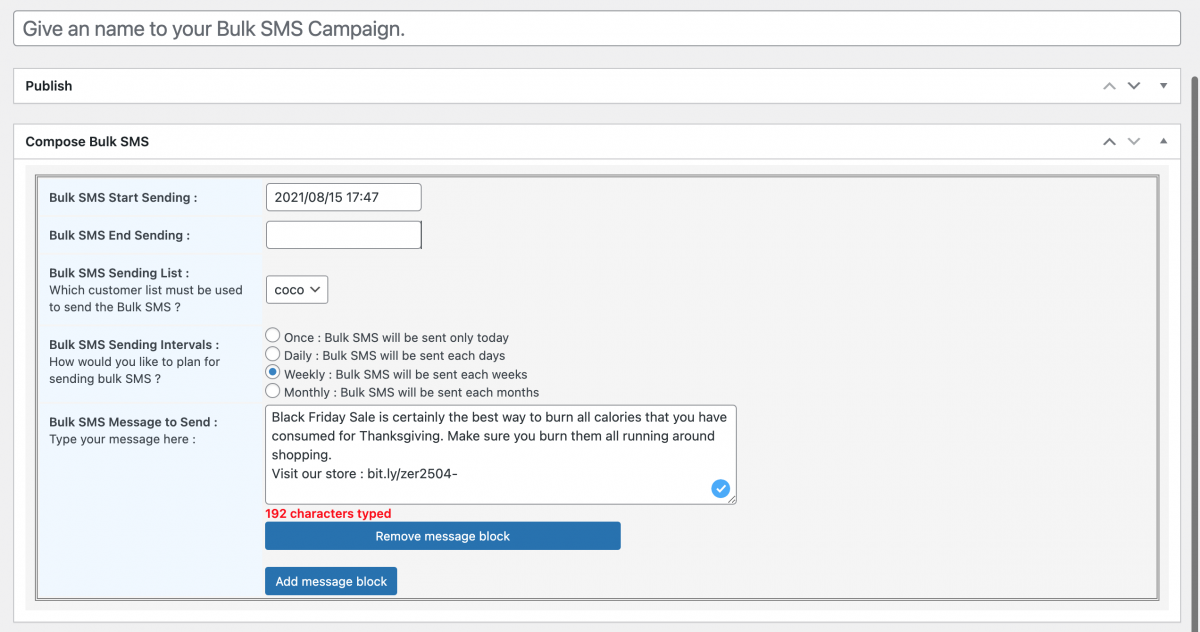 Give an name to your Bulk SMS Campaign.
Publish
Compose Bulk SMS
Bulk SMS Start Sending :
2021/08/15 17:47
Bulk SMS End Sending :
Bulk SMS Sending List :
Which customer list must be used
to send the Bulk SMS ?
coco
Bulk SMS Sending Intervals :
How would you like to plan for
sending bulk SMS ?
Once : Bulk SMS will be sent only today
Daily : Bulk SMS will be sent each days
Weekly : Bulk SMS will be sent each weeks
Monthly : Bulk SMS will be sent each months
Bulk SMS Message to Send :
Type your message here :
Black Friday Sale is certainly the best way to burn all calories that you have
consumed for Thanksgiving. Make sure you burn them all running around
shopping.
Visit our store : bit.ly/zer2504-
192 characters typed
Remove message block
Add message block